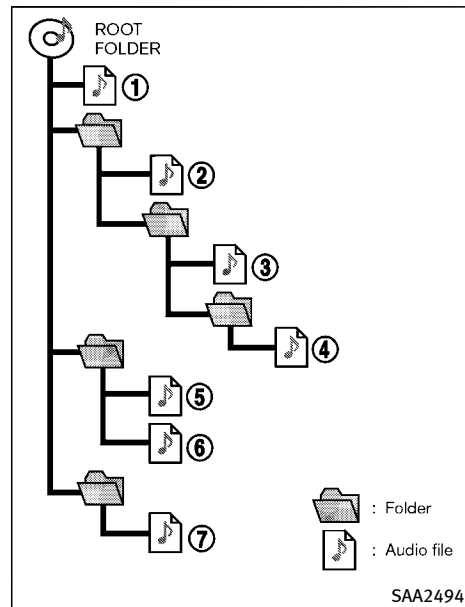 ROOT
FOLDER
①
②
③
④
⑤
⑥
⑦
: Folder
: Audio file
SAA2494